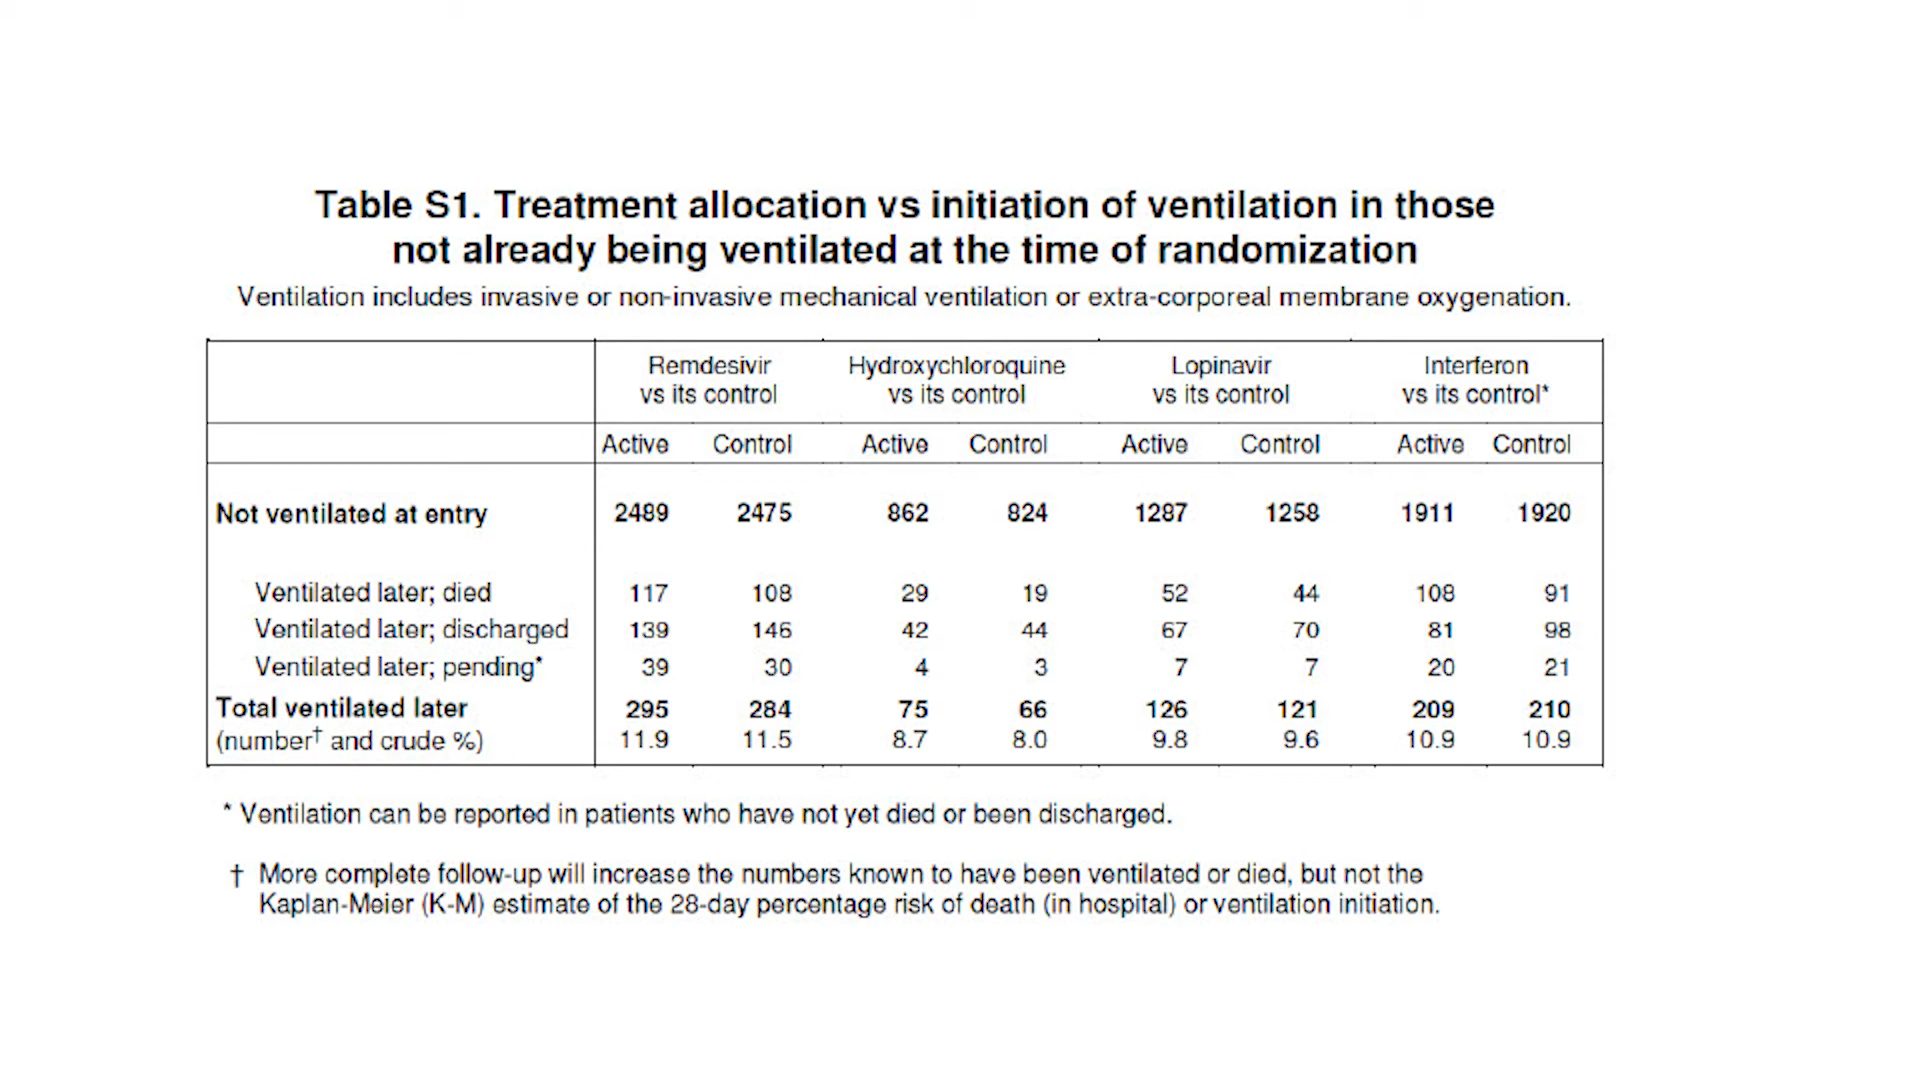 Table S1. Treatment allocation vs initiation of ventilation in those
not already being ventilated at the time of randomization
Ventilation includes invasive or non-invasive mechanical ventilation or extra-corporeal membrane oxygenation.
Remdesivir Hydroxychloroquine Lopinavir Interferon
vs its control vs its control vs its control vs its control*
Active Control Active Control Active Control Active Control
Not ventilated at entry 2489 2475 862 824 1287 1258 1911 1920
Ventilated later; died 117 108 29 19 52 44 108 91
Ventilated later; discharged 139 146 42 44 67 70 81 98
Ventilated later; pending* 39 30 4 3 7 7 20 21
Total ventilated later 295 284 75 66 126 121 209 210
(number† and crude %) 11.9 11.5 8.7 8.0 9.8 9.6 10.9 10.9
* Ventilation can be reported in patients who have not yet died or been discharged.
† More complete follow-up will increase the numbers known to have been ventilated or died, but not the
Kaplan-Meier (K-M) estimate of the 28-day percentage risk of death (in hospital) or ventilation initiation.